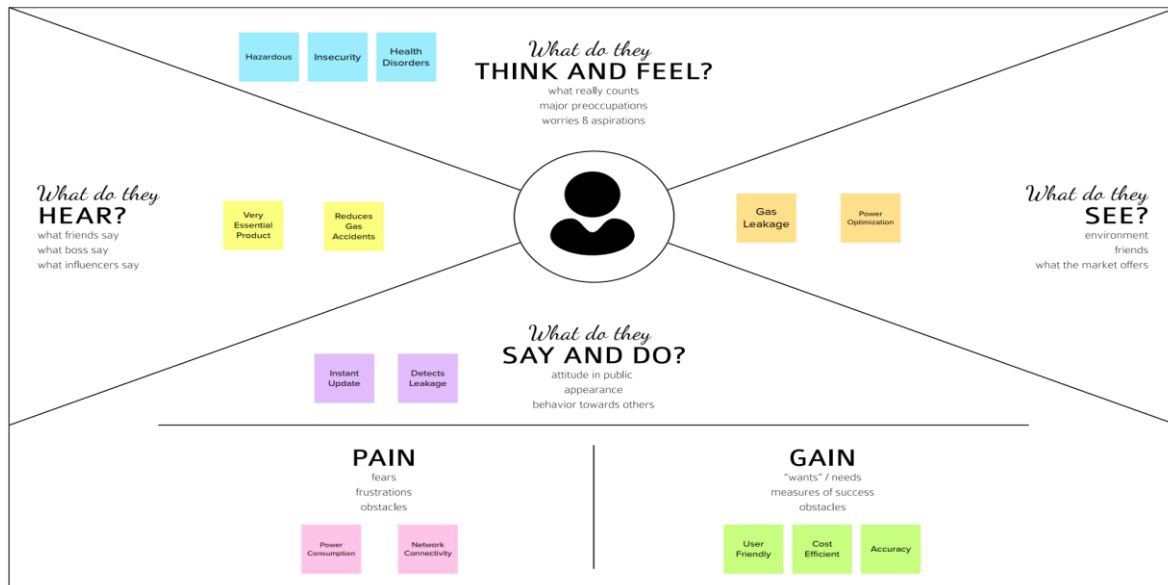 Hazardous
Insecurity
Health
Disorders
What do they
THINK AND FEEL?
what really counts
major preoccupations
worries & aspirations
What do they
HEAR?
what friends say
what boss say
what influencers say
Very
Essential
Product
Reduces
Gas
Accidents
Gas
Leakage
Power
Optimization
What do they
SEE?
environment
friends
what the market offers
What do they
SAY AND DO?
attitude in public
appearance
behavior towards others
Instant
Update
Detects
Leakage
PAIN
fears
frustrations
obstacles
Power
Consumption
Network
Connectivity
GAIN
"wants" / needs
measures of success
obstacles
User
Friendly
Cost
Efficient
Accuracy